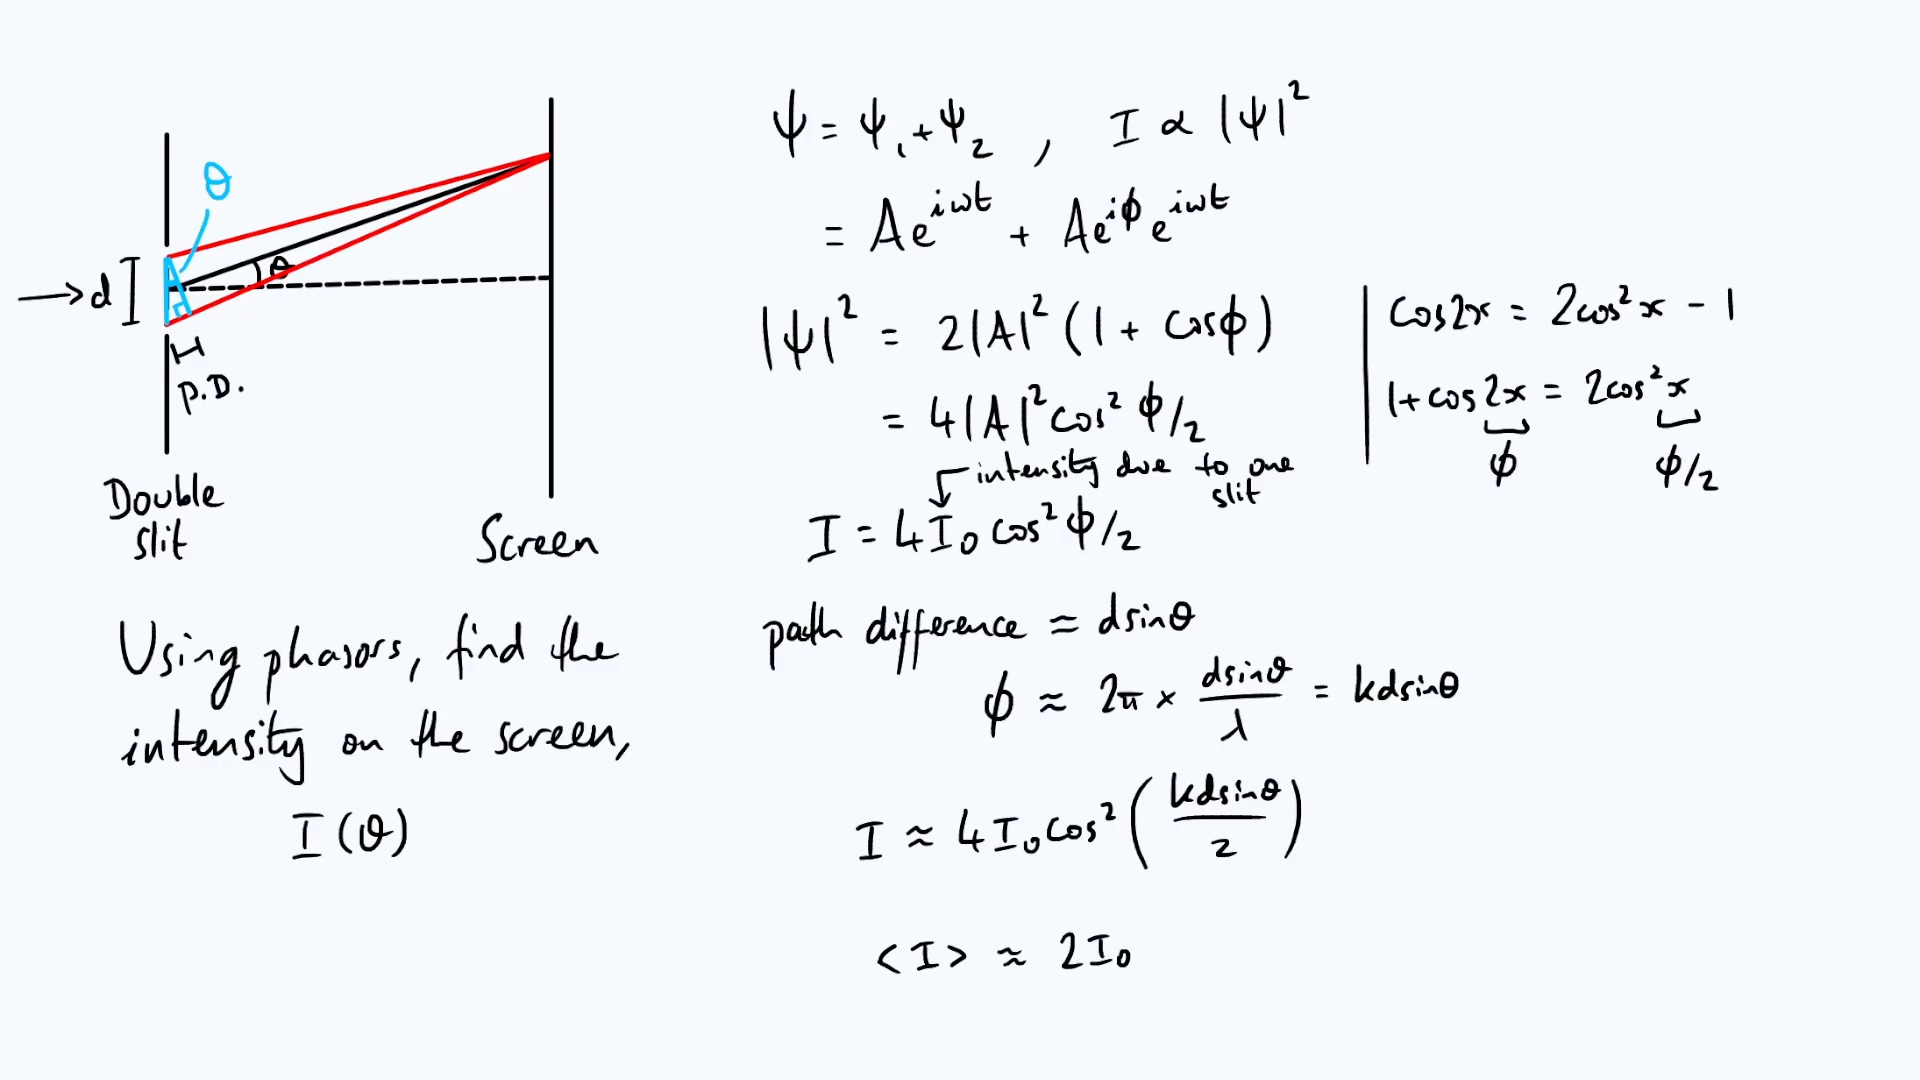 θ
θ
d
P.D.
Double
slit
Screen
Using phasors, find the
intensity on the screen,
I(θ)
ψ = ψ₁ + ψ₂ , I ∝ |ψ|²
= Ae^{iωt} + Ae^{iϕ}e^{iωt}
|ψ|² = 2|A|²(1 + cosϕ)
= 4|A|²cos² ϕ/2
intensity due to one
slit
I = 4I₀ cos² ϕ/2
path difference ≈ dsinθ
ϕ ≈ 2π × dsinθ/λ = kdsinθ
I ≈ 4I₀cos²(kdsinθ/2)
<I> ≈ 2I₀
cos2x = 2cos²x - 1
1 + cos2x = 2cos²x
ϕ ϕ/2